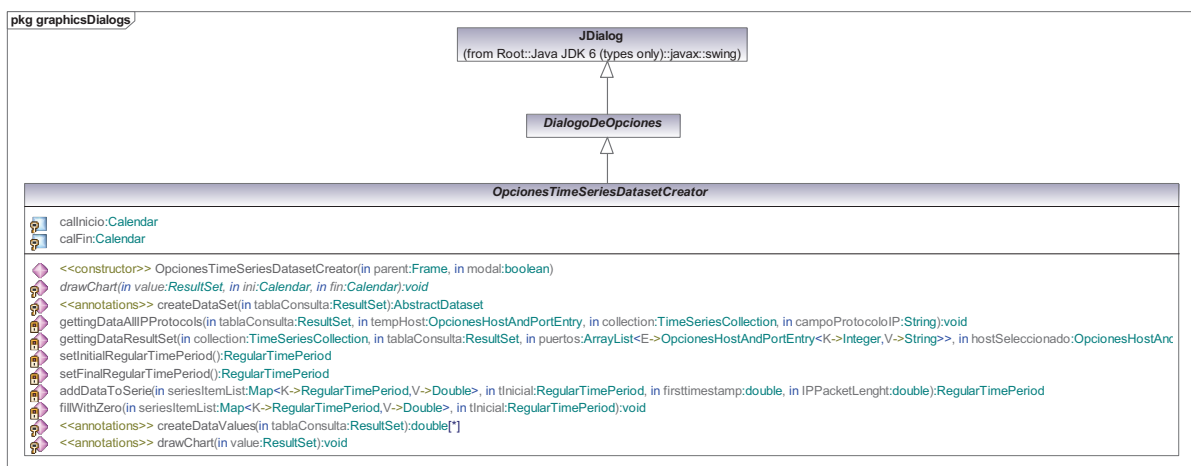 pkg graphicsDialogs
JDialog
(from Root::Java JDK 6 (types only)::javax::swing)
DialogoDeOpciones
OpcionesTimeSeriesDatasetCreator
calInicio:Calendar
calFin:Calendar
<<constructor>> OpcionesTimeSeriesDatasetCreator(in parent:Frame, in modal:boolean)
drawChart(in value:ResultSet, in ini:Calendar, in fin:Calendar):void
<<annotations>> createDataSet(in tablaConsulta:ResultSet):AbstractDataset
gettingDataAllIPProtocols(in tablaConsulta:ResultSet, in tempHost:OpcionesHostAndPortEntry, in collection:TimeSeriesCollection, in campoProtocoloIP:String):void
gettingDataResultSet(in collection:TimeSeriesCollection, in tablaConsulta:ResultSet, in puertos:ArrayList<E->OpcionesHostAndPortEntry<K->Integer,V->String>>, in hostSeleccionado:OpcionesHostAnc
setInitialRegularTimePeriod():RegularTimePeriod
setFinalRegularTimePeriod():RegularTimePeriod
addDataToSerie(in seriesItemList:Map<K->RegularTimePeriod,V->Double>, in tInicial:RegularTimePeriod, in firsttimestamp:double, in IPPacketLenght:double):RegularTimePeriod
fillWithZero(in seriesItemList:Map<K->RegularTimePeriod,V->Double>, in tInicial:RegularTimePeriod):void
<<annotations>> createDataValues(in tablaConsulta:ResultSet):double[*]
<<annotations>> drawChart(in value:ResultSet):void